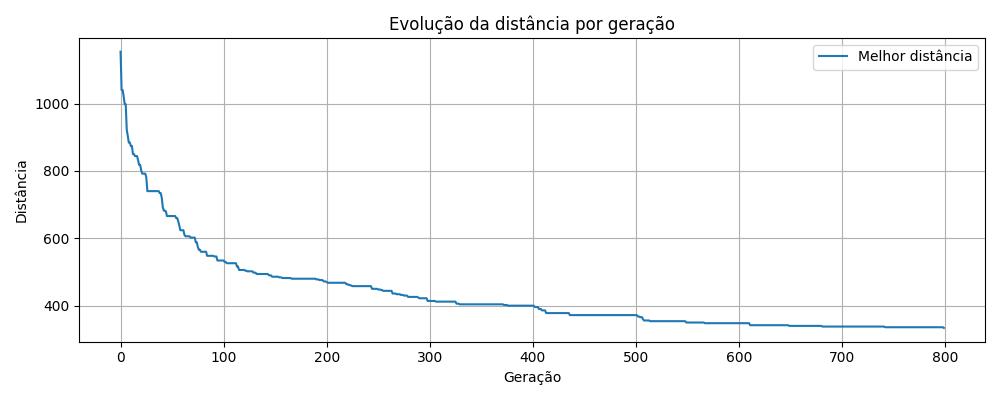 Evolução da distância por geração
Melhor distância
Distância
1000
800
600
400
0 100 200 300 400 500 600 700 800
Geração